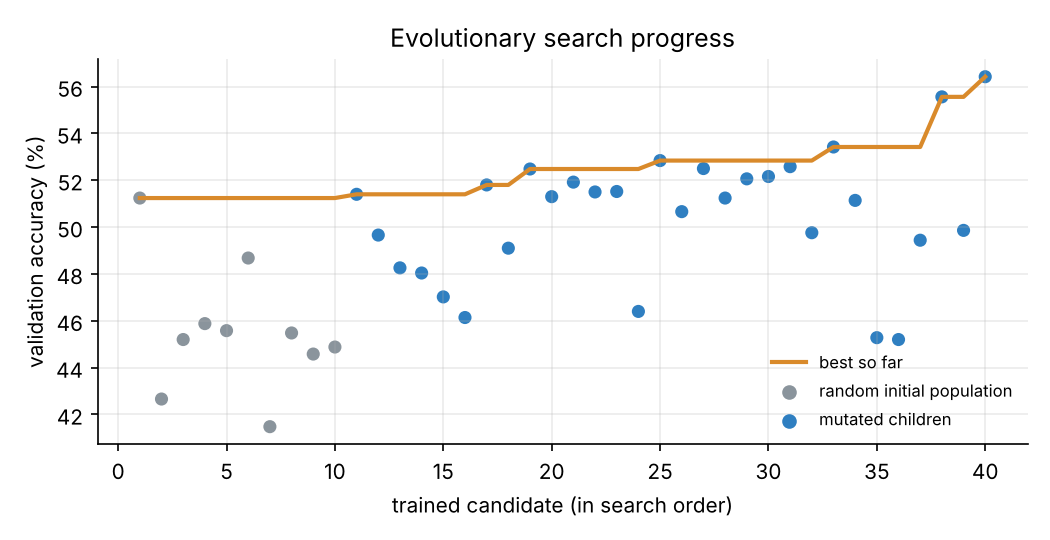 Evolutionary search progress
validation accuracy (%)
56
54
52
50
48
46
44
42
best so far
random initial population
mutated children
0 5 10 15 20 25 30 35 40
trained candidate (in search order)